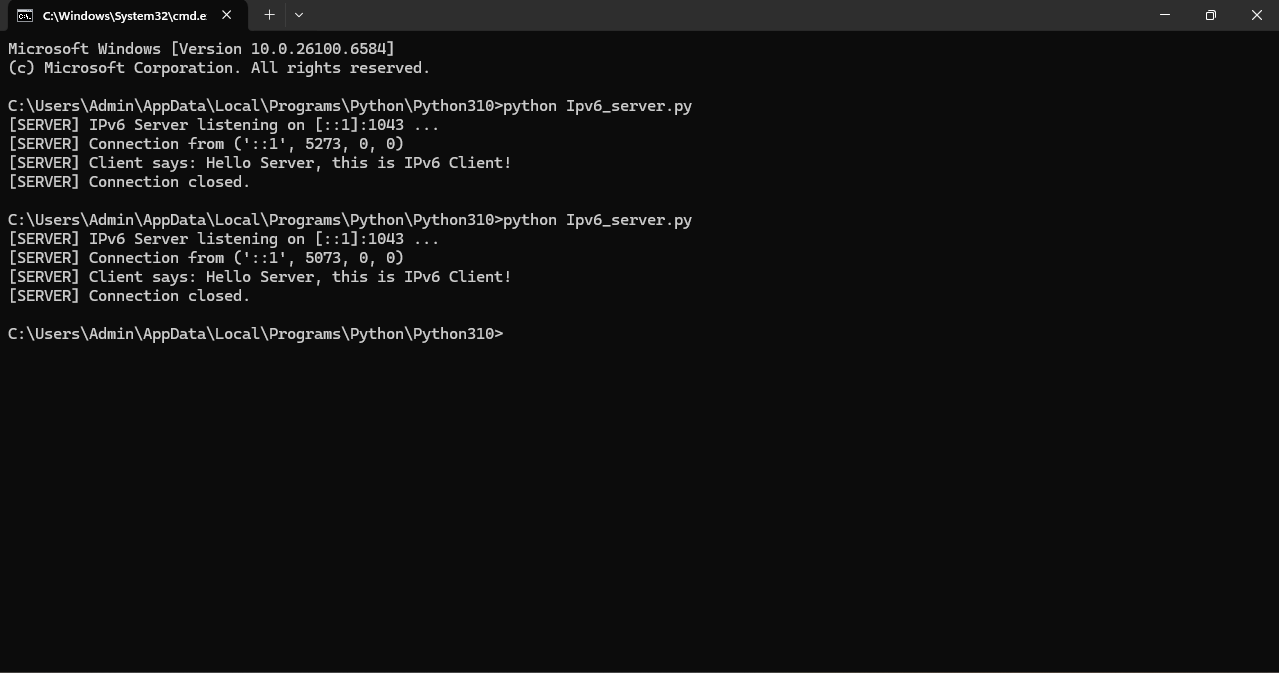 C:\Windows\System32\cmd.e
Microsoft Windows [Version 10.0.26100.6584]
(c) Microsoft Corporation. All rights reserved.
C:\Users\Admin\AppData\Local\Programs\Python\Python310>python Ipv6_server.py
[SERVER] IPv6 Server listening on [::1]:1043 ...
[SERVER] Connection from ('::1', 5273, 0, 0)
[SERVER] Client says: Hello Server, this is IPv6 Client!
[SERVER] Connection closed.
C:\Users\Admin\AppData\Local\Programs\Python\Python310>python Ipv6_server.py
[SERVER] IPv6 Server listening on [::1]:1043 ...
[SERVER] Connection from ('::1', 5073, 0, 0)
[SERVER] Client says: Hello Server, this is IPv6 Client!
[SERVER] Connection closed.
C:\Users\Admin\AppData\Local\Programs\Python\Python310>